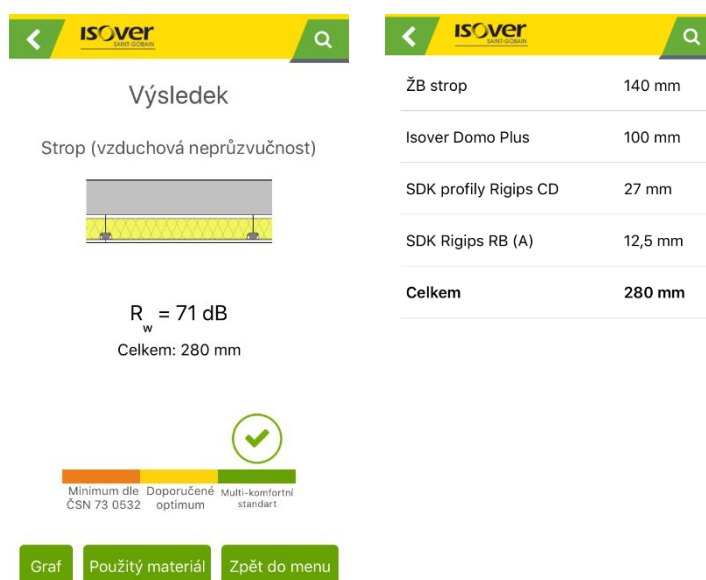 isover
SAINT-GOBAIN
Výsledek
Strop (vzduchová neprůzvučnost)
R w = 71 dB
Celkem: 280 mm
Minimum dle ČSN 73 0532
Doporučené optimum
Multi-komfortní standart
Graf
Použitý materiál
Zpět do menu
isover
SAINT-GOBAIN
ŽB strop 140 mm
Isover Domo Plus 100 mm
SDK profily Rigips CD 27 mm
SDK Rigips RB (A) 12,5 mm
Celkem 280 mm